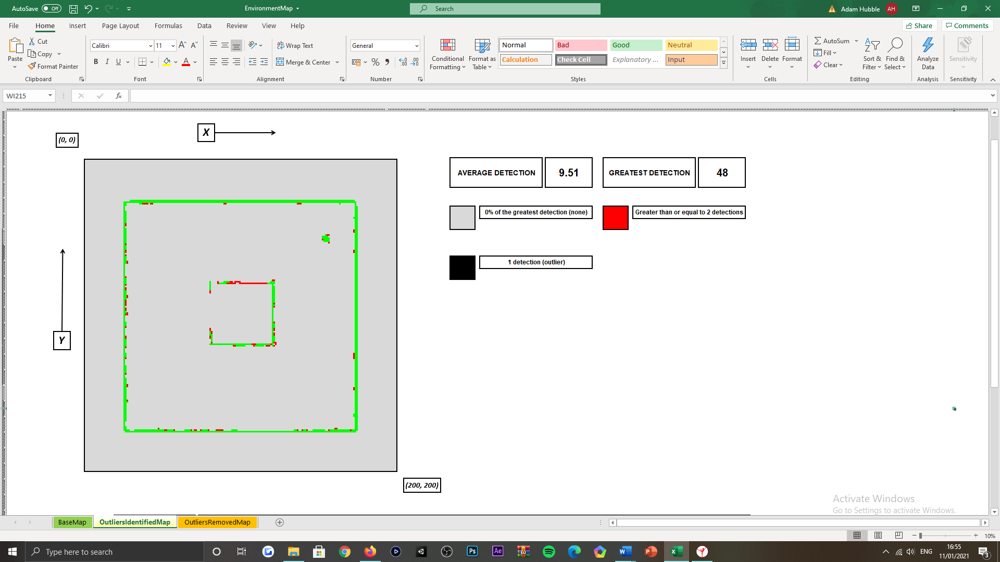 AutoSave Off EnvironmentMap Search Adam Hubble AH
File Home Insert Page Layout Formulas Data Review View Help Share Comments
Paste Cut Copy Format Painter Clipboard
Calibri 11 A A B I U A Font
ab Wrap Text Merge & Center Alignment
General % Number
Conditional Formatting Format as Table
Normal Bad Good Neutral
Calculation Check Cell Explanatory ... Input
Styles
Insert Delete Format Cells
AutoSum Fill Clear Sort & Filter Find & Select Editing
Analyze Data Analysis
Sensitivity Sensitivity
WI215 fx
X
(0, 0)
AVERAGE DETECTION 9.51 GREATEST DETECTION 48
0% of the greatest detection (none) Greater than or equal to 2 detections
1 detection (outlier)
Y
(200, 200)
Activate Windows
Go to Settings to activate Windows.
BaseMap OutliersIdentifiedMap OutliersRemovedMap
10%
Type here to search Ps Ae ENG 16:55
11/01/2021 3